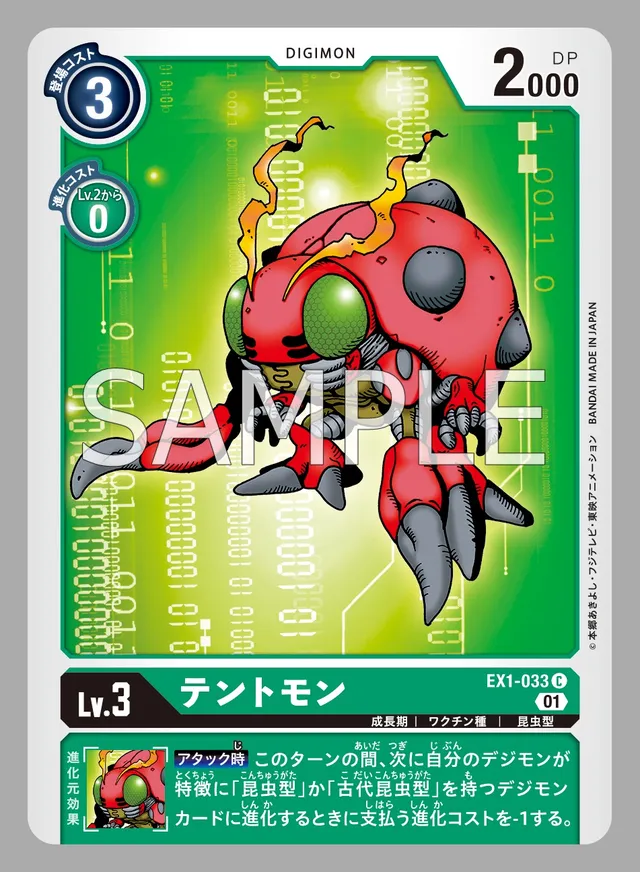 DIGIMON
登場コスト
3
DP
2000
進化コスト
Lv.2から
0
SAMPLE
©本郷あきよし・フジテレビ・東映アニメーション BANDAI MADE IN JAPAN
Lv.3
テントモン
EX1-033 C
01
成長期 | ワクチン種 | 昆虫型
進化元効果
アタック時 このターンの間、次に自分のデジモンが
特徴に「昆虫型」か「古代昆虫型」を持つデジモン
カードに進化するときに支払う進化コストを-1する。